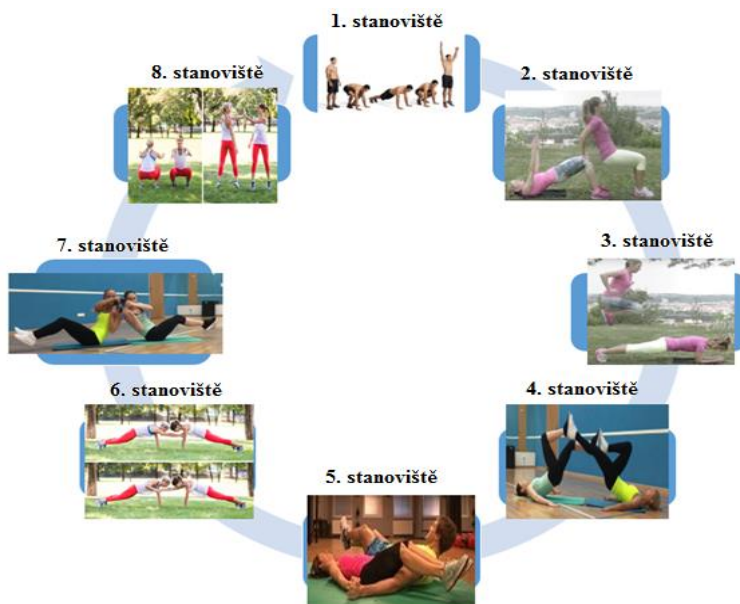 1. stanoviště
2. stanoviště
3. stanoviště
4. stanoviště
5. stanoviště
6. stanoviště
7. stanoviště
8. stanoviště